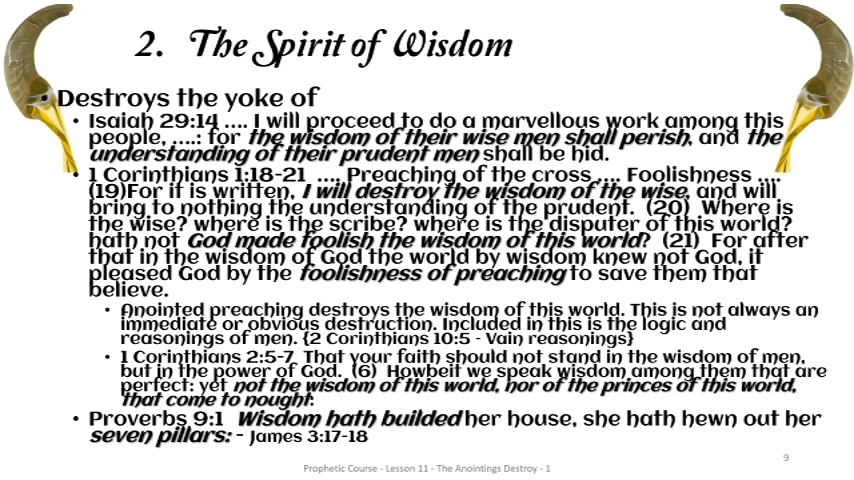 2. The Spirit of Wisdom
• Destroys the yoke of
• Isaiah 29:14 .... I will proceed to do a marvellous work among this
people, ....: for the wisdom of their wise men shall perish, and the
understanding of their prudent men shall be hid.
• 1 Corinthians 1:18-21 .... Preaching of the cross .... Foolishness ....
(19)For it is written, I will destroy the wisdom of the wise, and will
bring to nothing the understanding of the prudent. (20) Where is
the wise? where is the scribe? where is the disputer of this world?
hath not God made foolish the wisdom of this world? (21) For after
that in the wisdom of God the world by wisdom knew not God, it
pleased God by the foolishness of preaching to save them that
believe.
• Anointed preaching destroys the wisdom of this world. This is not always an
immediate or obvious destruction. Included in this is the logic and
reasonings of men. {2 Corinthians 10:5 - Vain reasonings}
• 1 Corinthians 2:5-7 That your faith should not stand in the wisdom of men,
but in the power of God. (6) Howbeit we speak wisdom among them that are
perfect: yet not the wisdom of this world, nor of the princes of this world,
that come to nought:
• Proverbs 9:1 Wisdom hath builded her house, she hath hewn out her
seven pillars: - James 3:17-18
Prophetic Course - Lesson 11 - The Anointings Destroy - 1
9